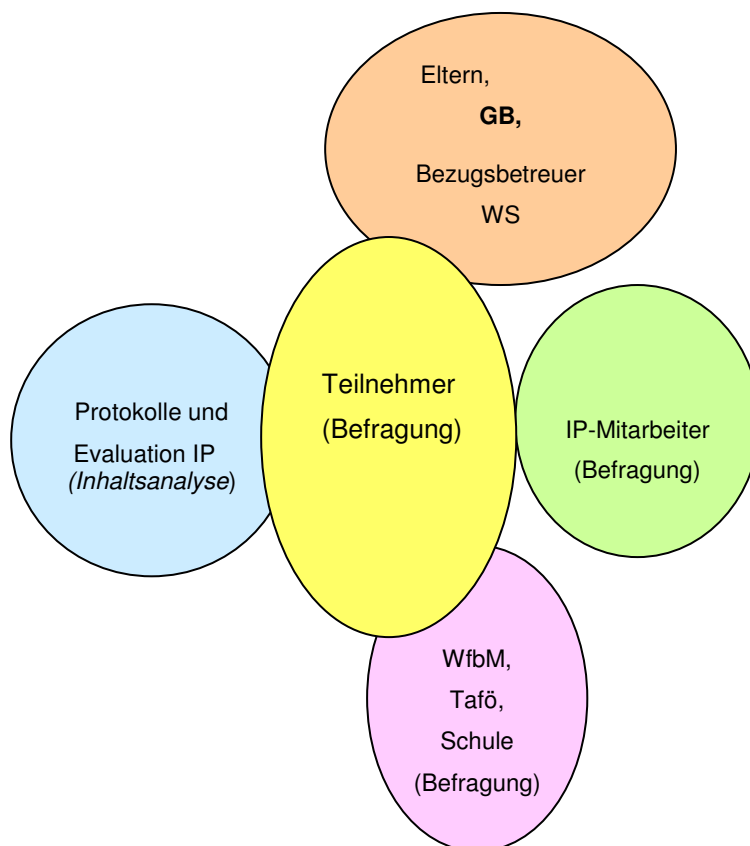 Eltern,
GB,
Bezugsbetreuer
WS
Teilnehmer
(Befragung)
Protokolle und
Evaluation IP
(Inhaltsanalyse)
IP-Mitarbeiter
(Befragung)
WfbM,
Tafö,
Schule
(Befragung)